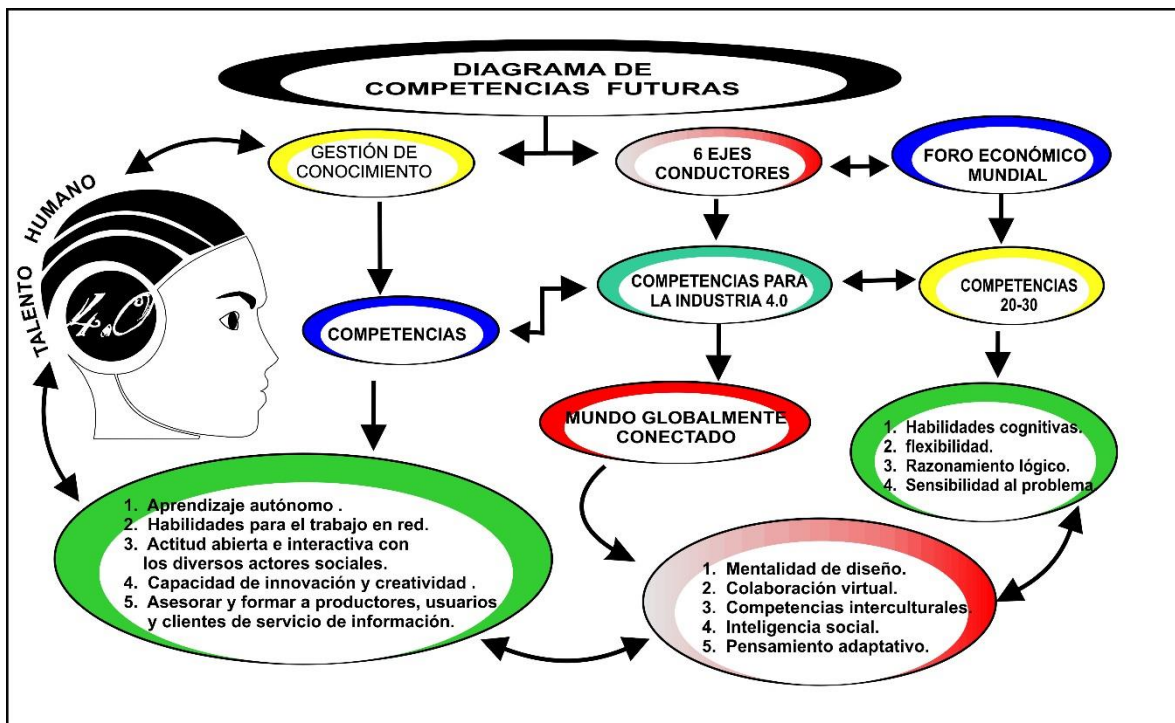 DIAGRAMA DE
COMPETENCIAS FUTURAS
GESTIÓN DE
CONOCIMIENTO
6 EJES
CONDUCTORES
FORO ECONÓMICO
MUNDIAL
TALENTO HUMANO
4.0
COMPETENCIAS
COMPETENCIAS PARA
LA INDUSTRIA 4.0
COMPETENCIAS
20-30
MUNDO GLOBALMENTE
CONECTADO
1. Habilidades cognitivas.
2. flexibilidad.
3. Razonamiento lógico.
4. Sensibilidad al problema
1. Aprendizaje autónomo .
2. Habilidades para el trabajo en red.
3. Actitud abierta e interactiva con
los diversos actores sociales.
4. Capacidad de innovación y creatividad .
5. Asesorar y formar a productores, usuarios
y clientes de servicio de información.
1. Mentalidad de diseño.
2. Colaboración virtual.
3. Competencias interculturales.
4. Inteligencia social.
5. Pensamiento adaptativo.